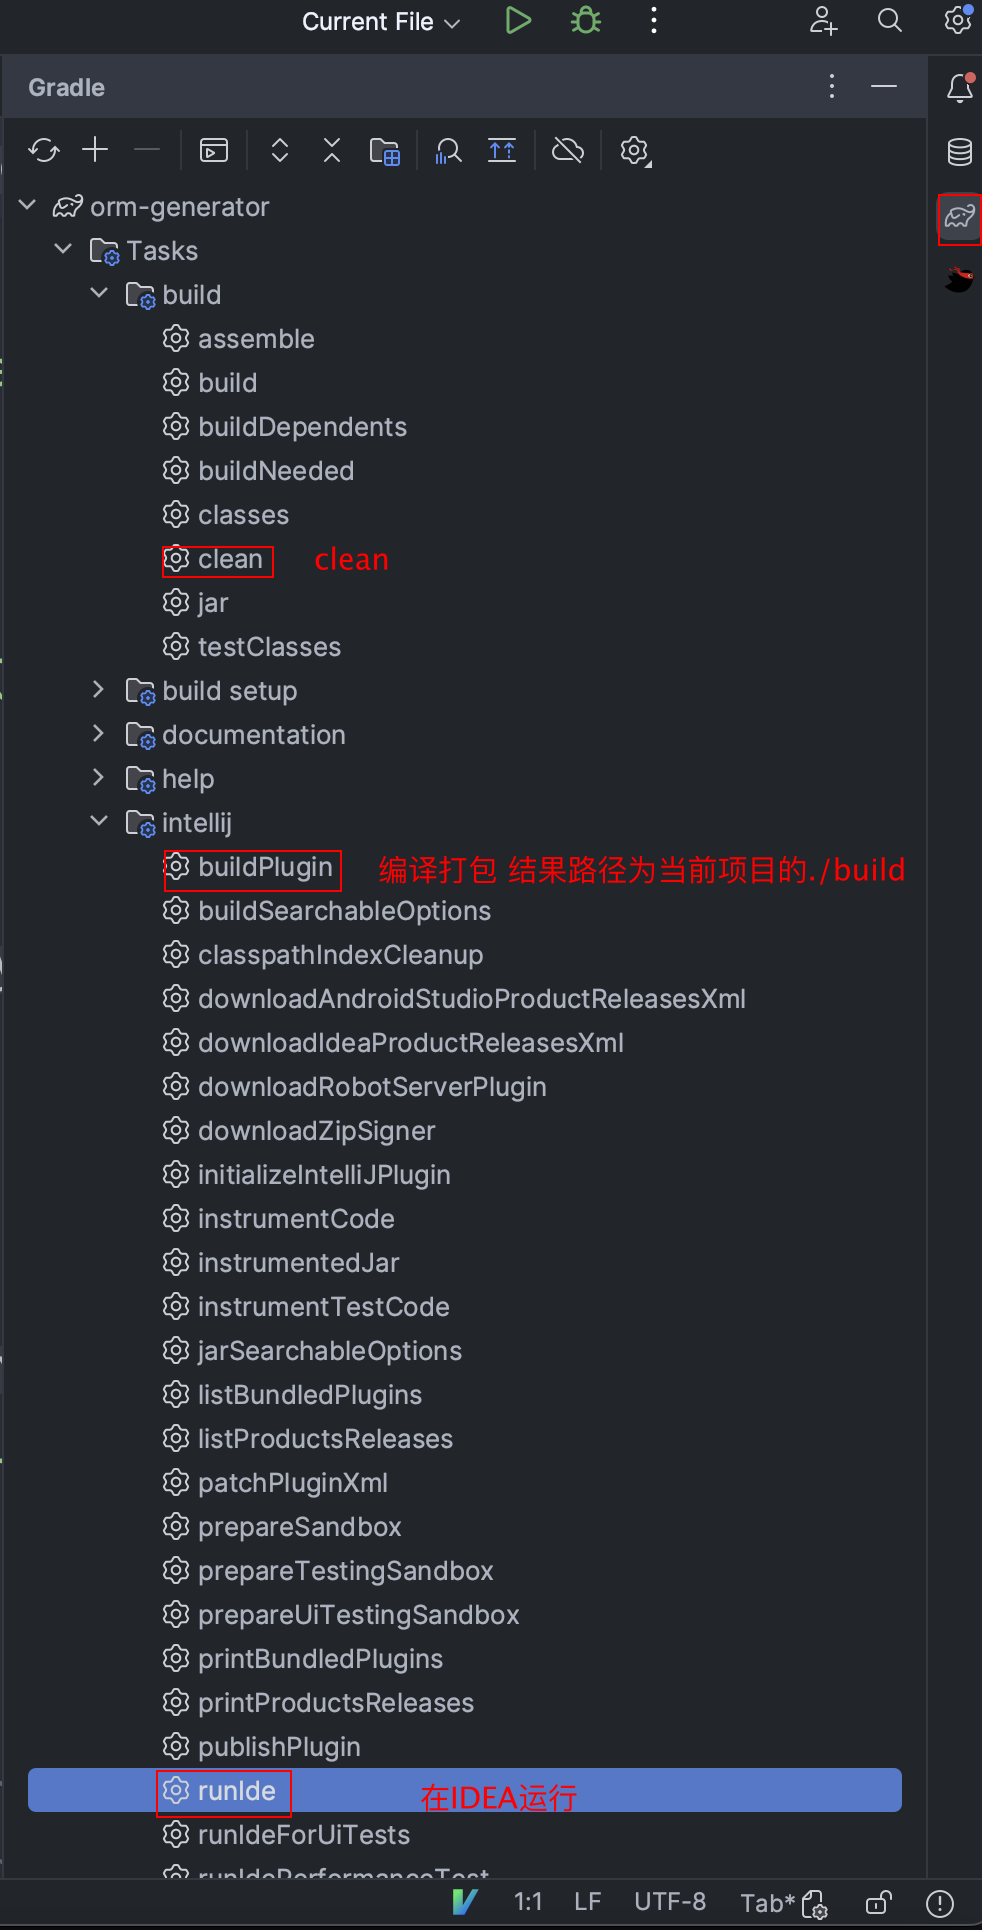 Current File
Gradle
orm-generator
Tasks
build
assemble
build
buildDependents
buildNeeded
classes
clean clean
jar
testClasses
build setup
documentation
help
intellij
buildPlugin 编译打包 结果路径为当前项目的./build
buildSearchableOptions
classpathIndexCleanup
downloadAndroidStudioProductReleasesXml
downloadIdeaProductReleasesXml
downloadRobotServerPlugin
downloadZipSigner
initializeIntelliJPlugin
instrumentCode
instrumentedJar
instrumentTestCode
jarSearchableOptions
listBundledPlugins
listProductsReleases
patchPluginXml
prepareSandbox
prepareTestingSandbox
prepareUiTestingSandbox
printBundledPlugins
printProductsReleases
publishPlugin
runIde 在IDEA运行
runIdeForUiTests
runIdePerformanceTest
1:1 LF UTF-8 Tab*